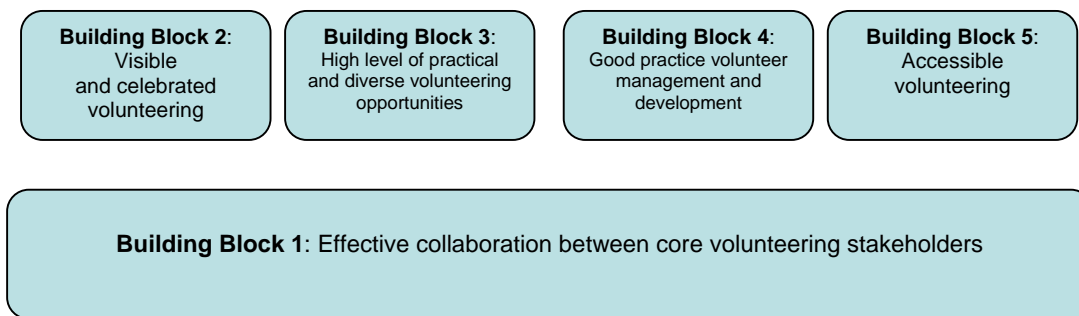 Building Block 2:
Visible
and celebrated
volunteering
Building Block 3:
High level of practical
and diverse volunteering
opportunities
Building Block 4:
Good practice volunteer
management and
development
Building Block 5:
Accessible
volunteering
Building Block 1: Effective collaboration between core volunteering stakeholders